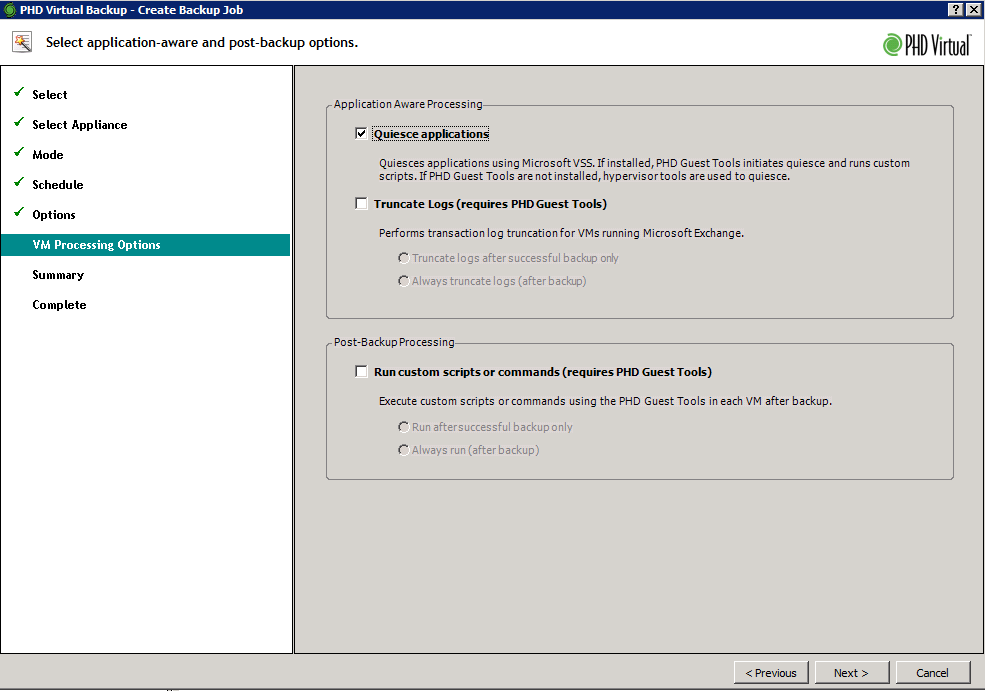 PHD Virtual Backup - Create Backup Job
Select application-aware and post-backup options.
PHD Virtual
Select
Select Appliance
Mode
Schedule
Options
VM Processing Options
Summary
Complete
Application Aware Processing
Quiesce applications
Quiesces applications using Microsoft VSS. If installed, PHD Guest Tools initiates quiesce and runs custom
scripts. If PHD Guest Tools are not installed, hypervisor tools are used to quiesce.
Truncate Logs (requires PHD Guest Tools)
Performs transaction log truncation for VMs running Microsoft Exchange.
Truncate logs after successful backup only
Always truncate logs (after backup)
Post-Backup Processing
Run custom scripts or commands (requires PHD Guest Tools)
Execute custom scripts or commands using the PHD Guest Tools in each VM after backup.
Run after successful backup only
Always run (after backup)
< Previous
Next >
Cancel